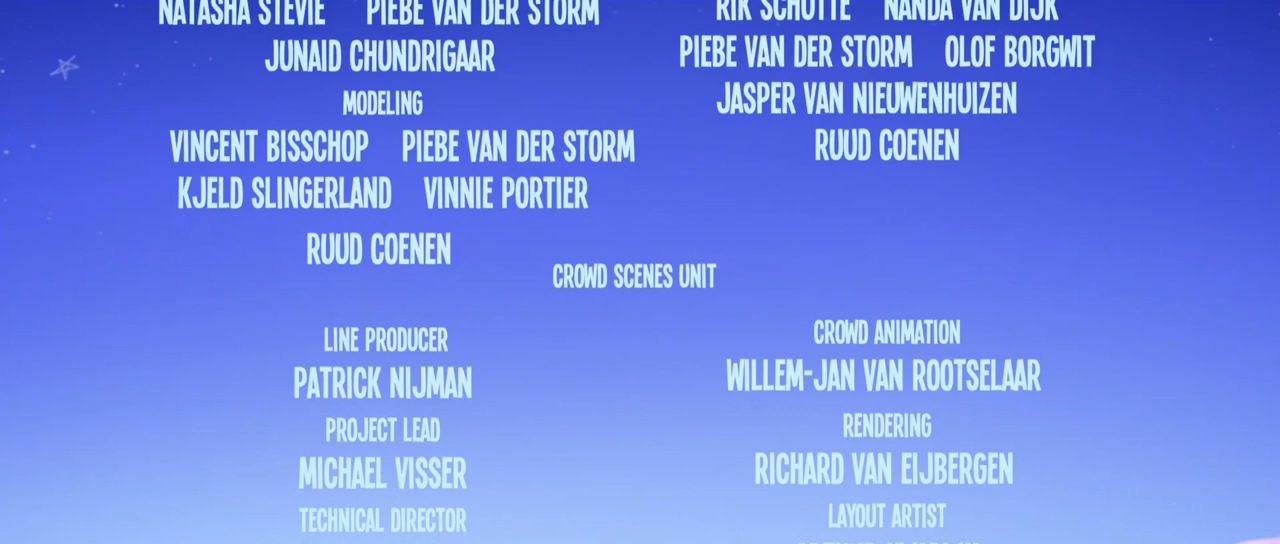 NATASHA STEVIE PIEBE VAN DER STORM
JUNAID CHUNDRIGAAR
MODELING
VINCENT BISSCHOP PIEBE VAN DER STORM
KJELD SLINGERLAND VINNIE PORTIER
RUUD COENEN
RIK SCHUTTE NANDA VAN DIJK
PIEBE VAN DER STORM OLOF BORGWIT
JASPER VAN NIEUWENHUIZEN
RUUD COENEN
CROWD SCENES UNIT
LINE PRODUCER
PATRICK NIJMAN
PROJECT LEAD
MICHAEL VISSER
TECHNICAL DIRECTOR
CROWD ANIMATION
WILLEM-JAN VAN ROOTSELAAR
RENDERING
RICHARD VAN EIJBERGEN
LAYOUT ARTIST